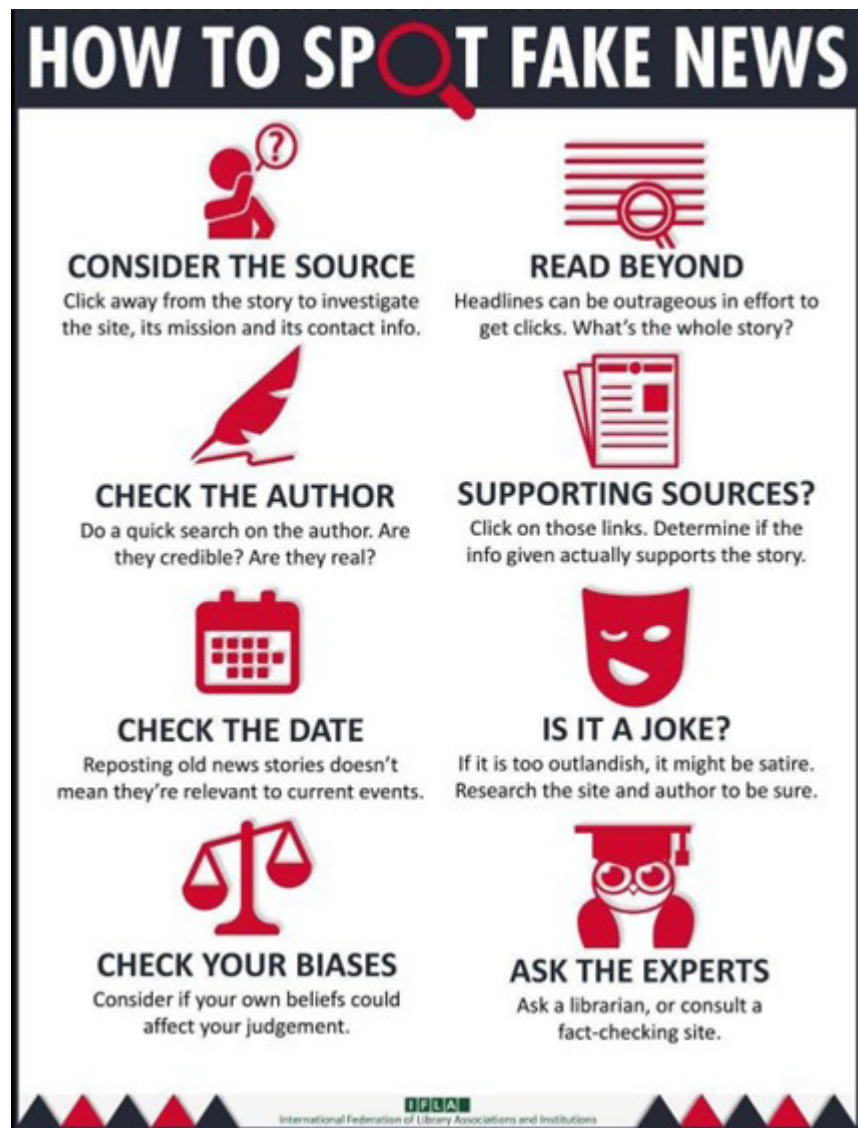 HOW TO SPOT FAKE NEWS
?
CONSIDER THE SOURCE
Click away from the story to investigate
the site, its mission and its contact info.
READ BEYOND
Headlines can be outrageous in effort to
get clicks. What's the whole story?
CHECK THE AUTHOR
Do a quick search on the author. Are
they credible? Are they real?
SUPPORTING SOURCES?
Click on those links. Determine if the
info given actually supports the story.
CHECK THE DATE
Reposting old news stories doesn't
mean they're relevant to current events.
IS IT A JOKE?
If it is too outlandish, it might be satire.
Research the site and author to be sure.
CHECK YOUR BIASES
Consider if your own beliefs could
affect your judgement.
ASK THE EXPERTS
Ask a librarian, or consult a
fact-checking site.
IFLA
International Federation of Library Associations and Institutions